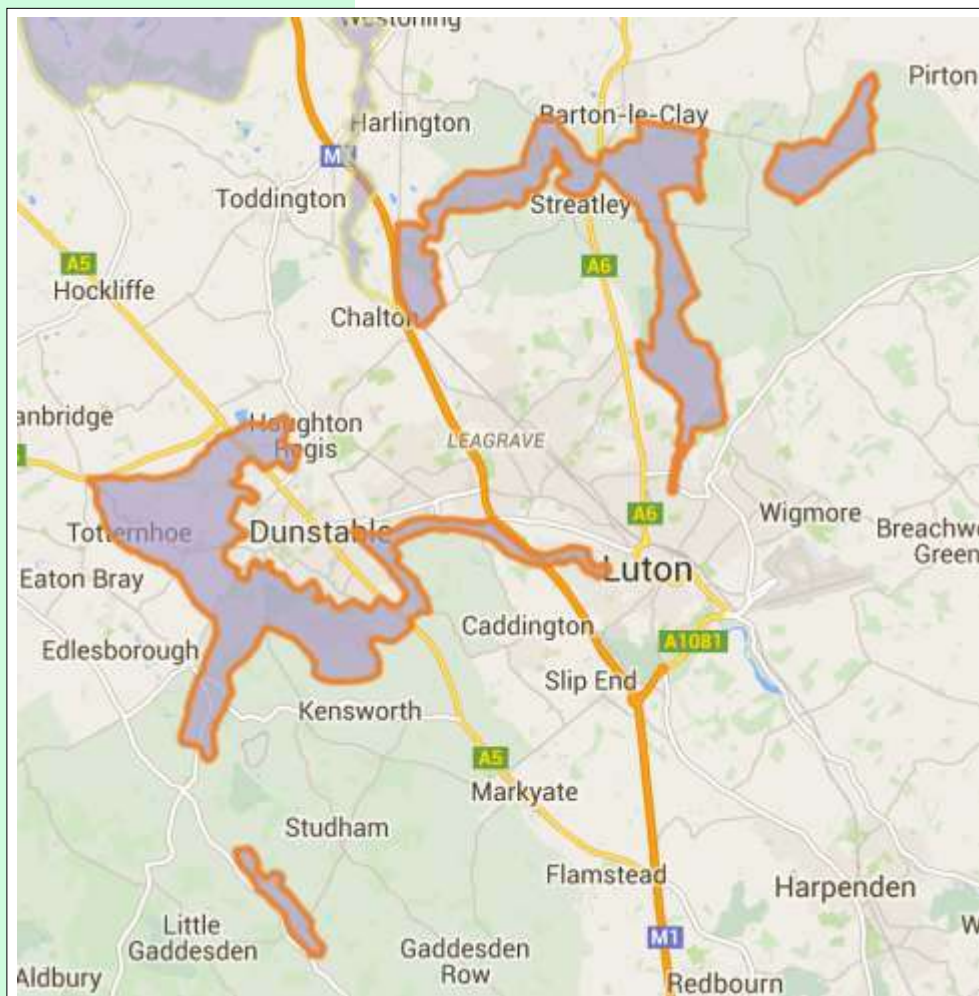 Westoning
Pirton
Barton-le-Clay
Harlington
M1
Toddington
Streatley
A5
A6
Hockliffe
Chalton
anbridge
Houghton
Regis
LEAGRAVE
A6
Wigmore
Totternhoe
Dunstable
Breachwo
Green
Eaton Bray
Luton
Caddington
A1081
Edlesborough
Slip End
Kensworth
A5
Markyate
Studham
Flamstead
Harpenden
Little
Gaddesden
Gaddesden
Row
M1
W
Aldbury
Redbourn